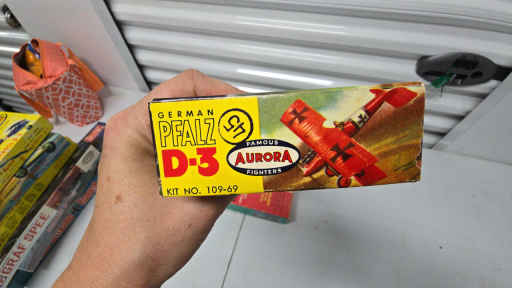 GERMAN
PFALZ
D-3
FAMOUS
AURORA
FIGHTERS
KIT NO. 109-69
GRAF SPEE